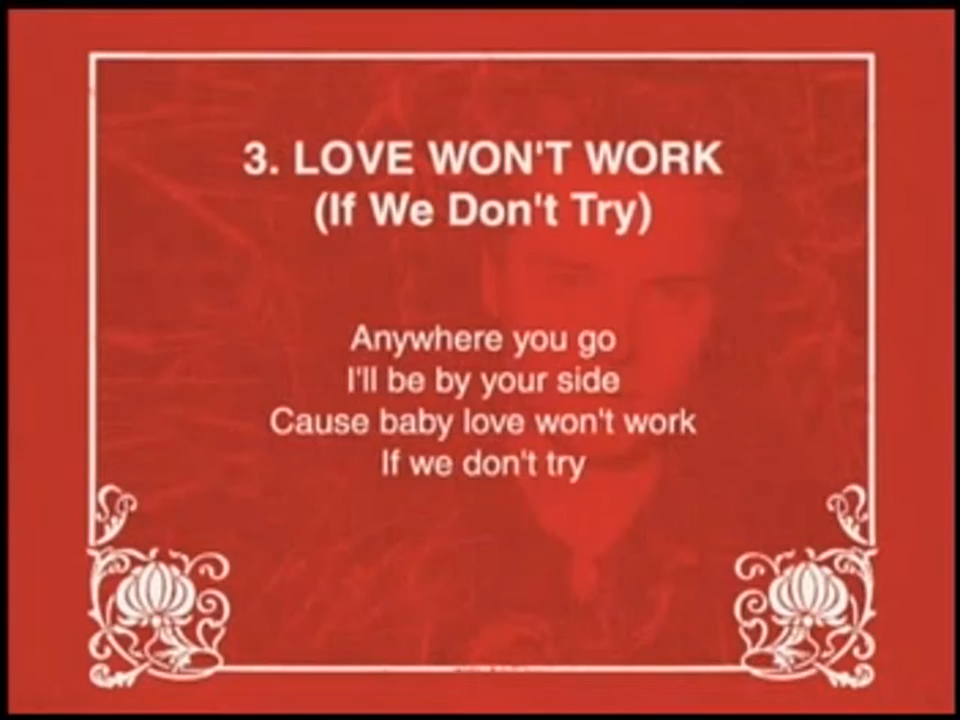 3. LOVE WON'T WORK
(If We Don't Try)
Anywhere you go
I'll be by your side
Cause baby love won't work
If we don't try